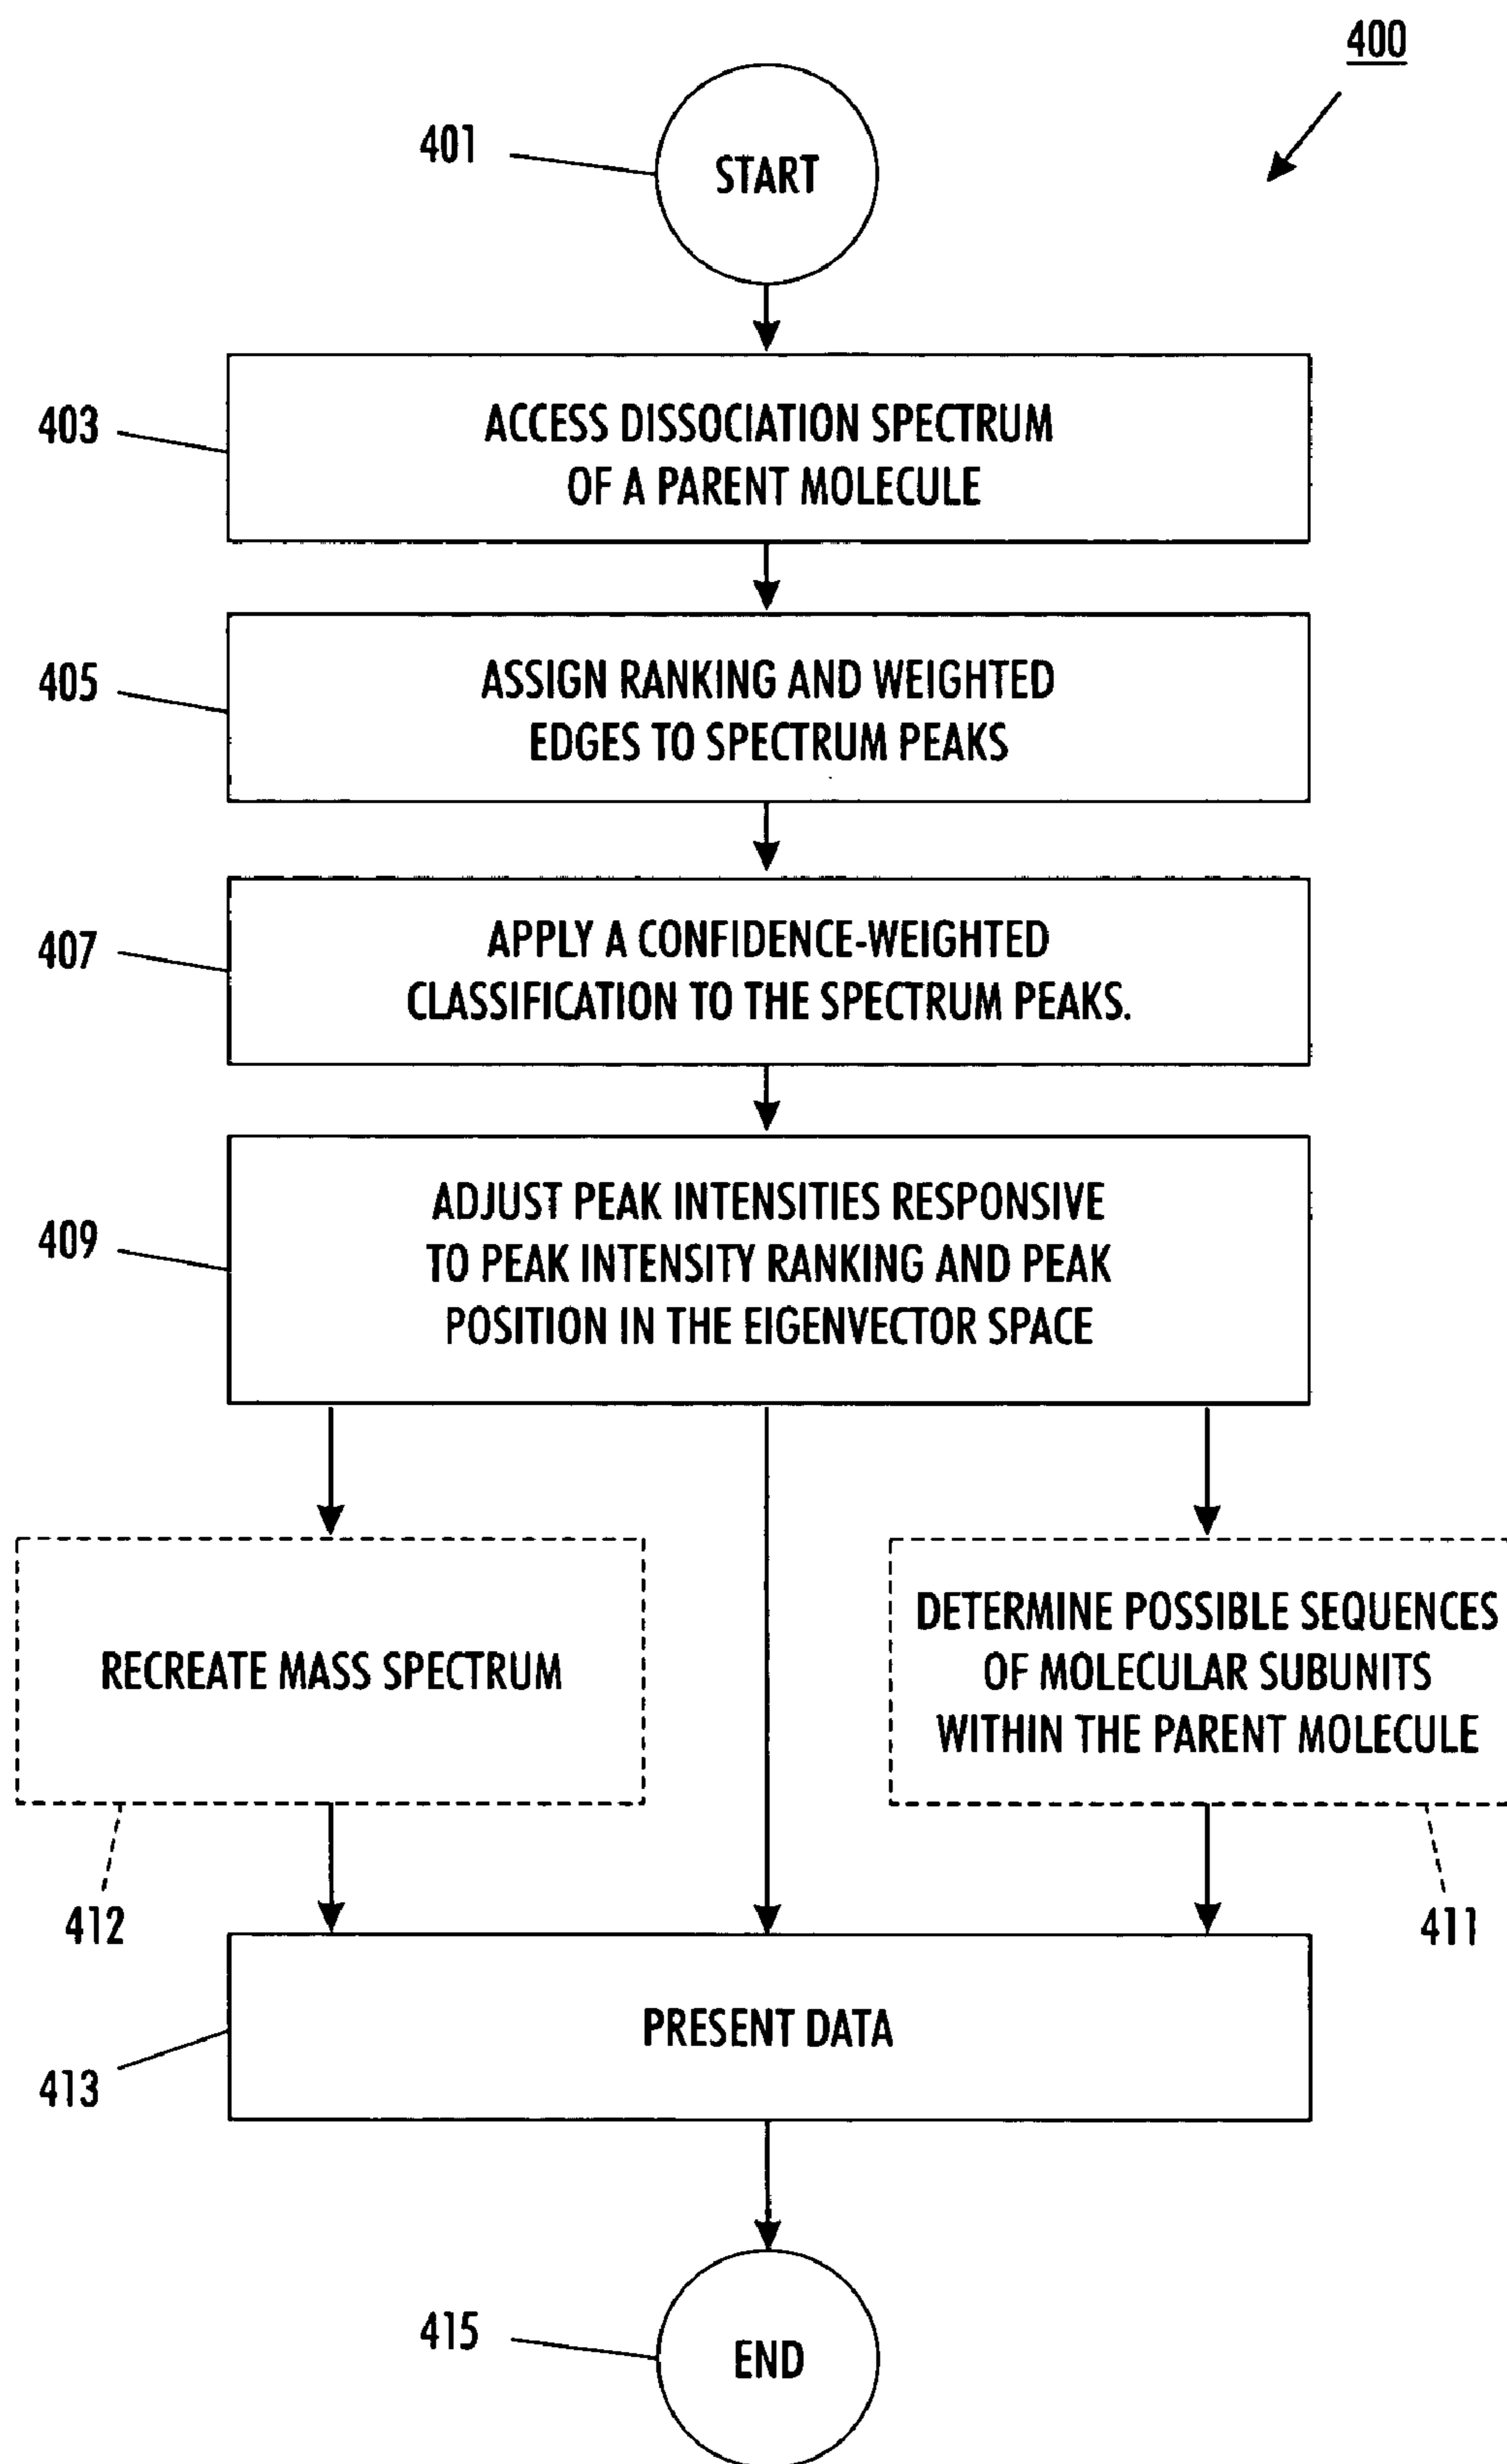 400
401
START
403
ACCESS DISSOCIATION SPECTRUM
OF A PARENT MOLECULE
405
ASSIGN RANKING AND WEIGHTED
EDGES TO SPECTRUM PEAKS
407
APPLY A CONFIDENCE-WEIGHTED
CLASSIFICATION TO THE SPECTRUM PEAKS.
409
ADJUST PEAK INTENSITIES RESPONSIVE
TO PEAK INTENSITY RANKING AND PEAK
POSITION IN THE EIGENVECTOR SPACE
RECREATE MASS SPECTRUM
412
DETERMINE POSSIBLE SEQUENCES
OF MOLECULAR SUBUNITS
WITHIN THE PARENT MOLECULE
411
PRESENT DATA
413
415
END